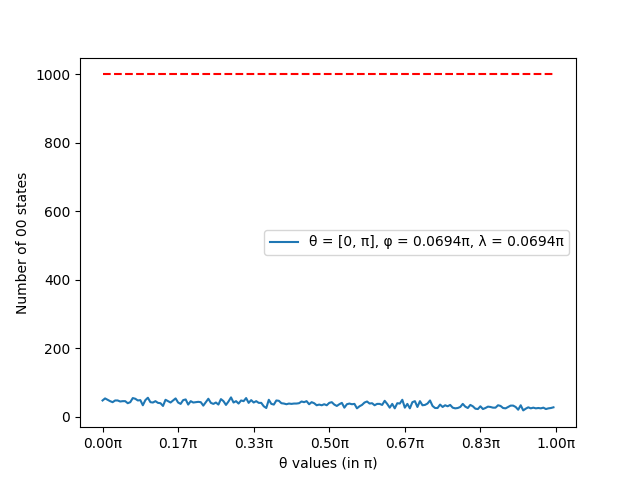 1000
800
600
400
200
0
Number of 00 states
θ = [0, π], φ = 0.0694π, λ = 0.0694π
0.00π 0.17π 0.33π 0.50π 0.67π 0.83π 1.00π
θ values (in π)